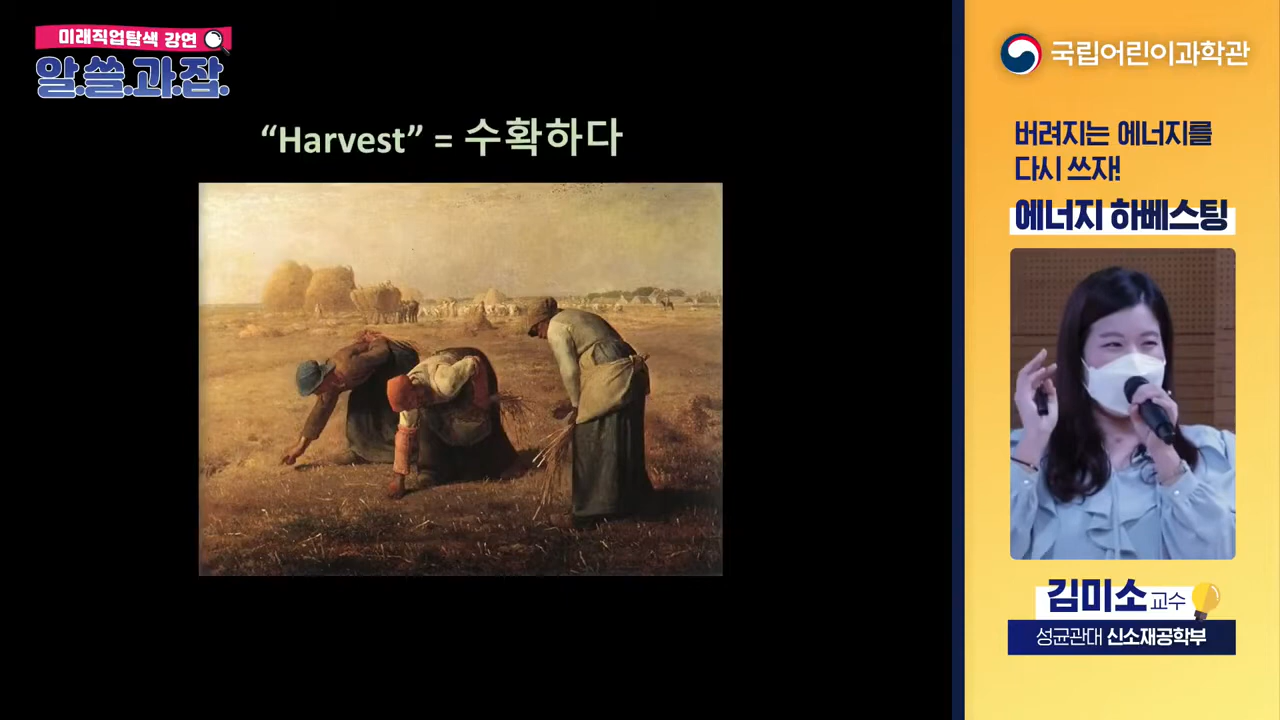 미래직업탐색 강연
알.쓸.과.잡.
“Harvest” = 수확하다
국립어린이과학관
버려지는 에너지를
다시 쓰자!
에너지 하베스팅
김미소 교수
성균관대 신소재공학부